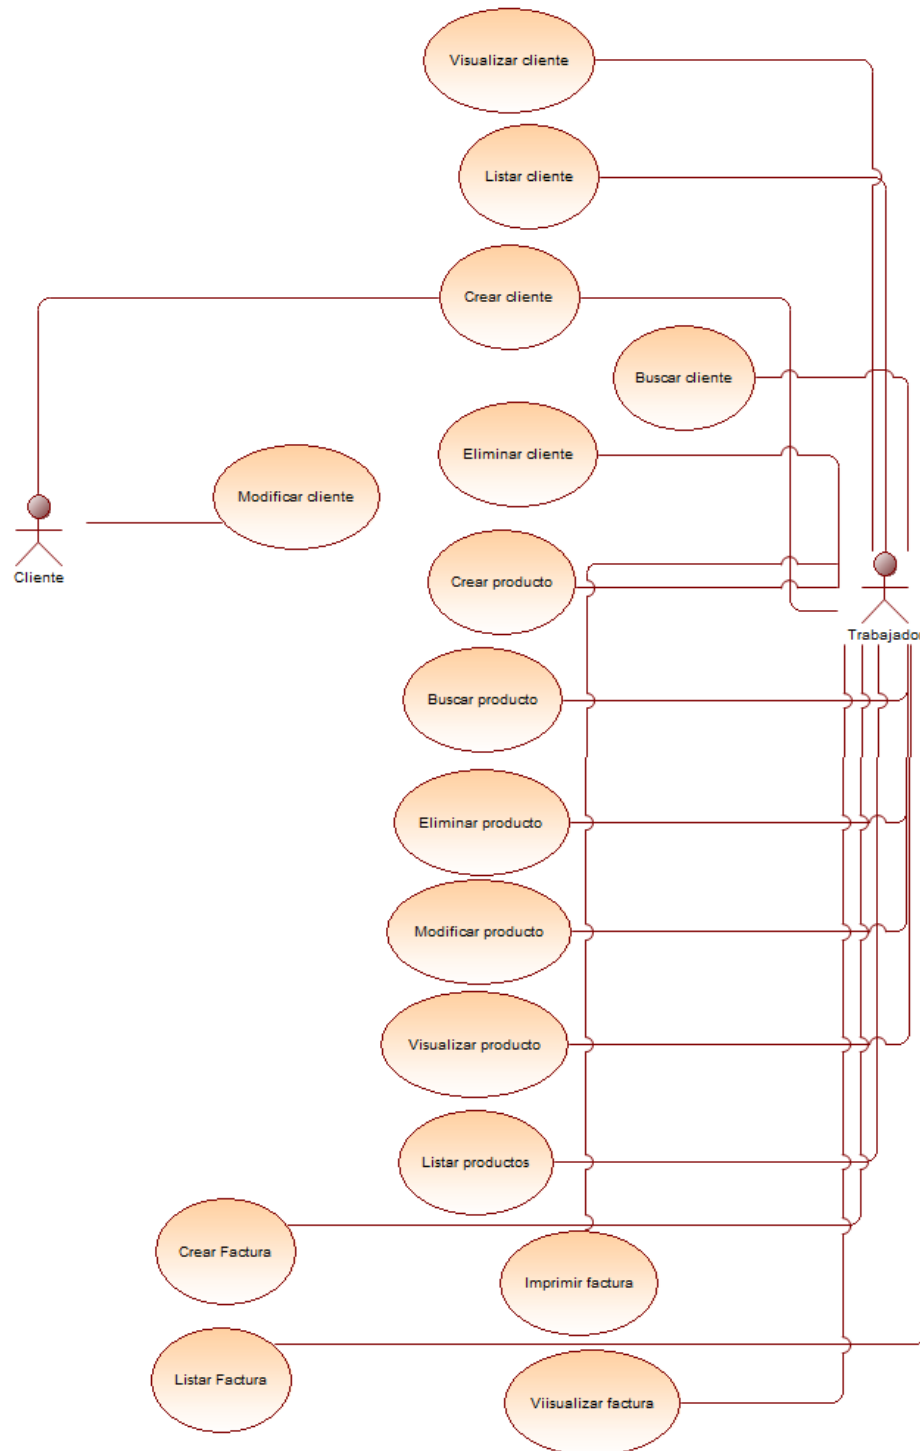 Visualizar cliente
Listar cliente
Crear cliente
Buscar cliente
Eliminar cliente
Modificar cliente
Cliente
Crear producto
Trabajador
Buscar producto
Eliminar producto
Modificar producto
Visualizar producto
Listar productos
Crear Factura
Imprimir factura
Listar Factura
Viisualizar factura